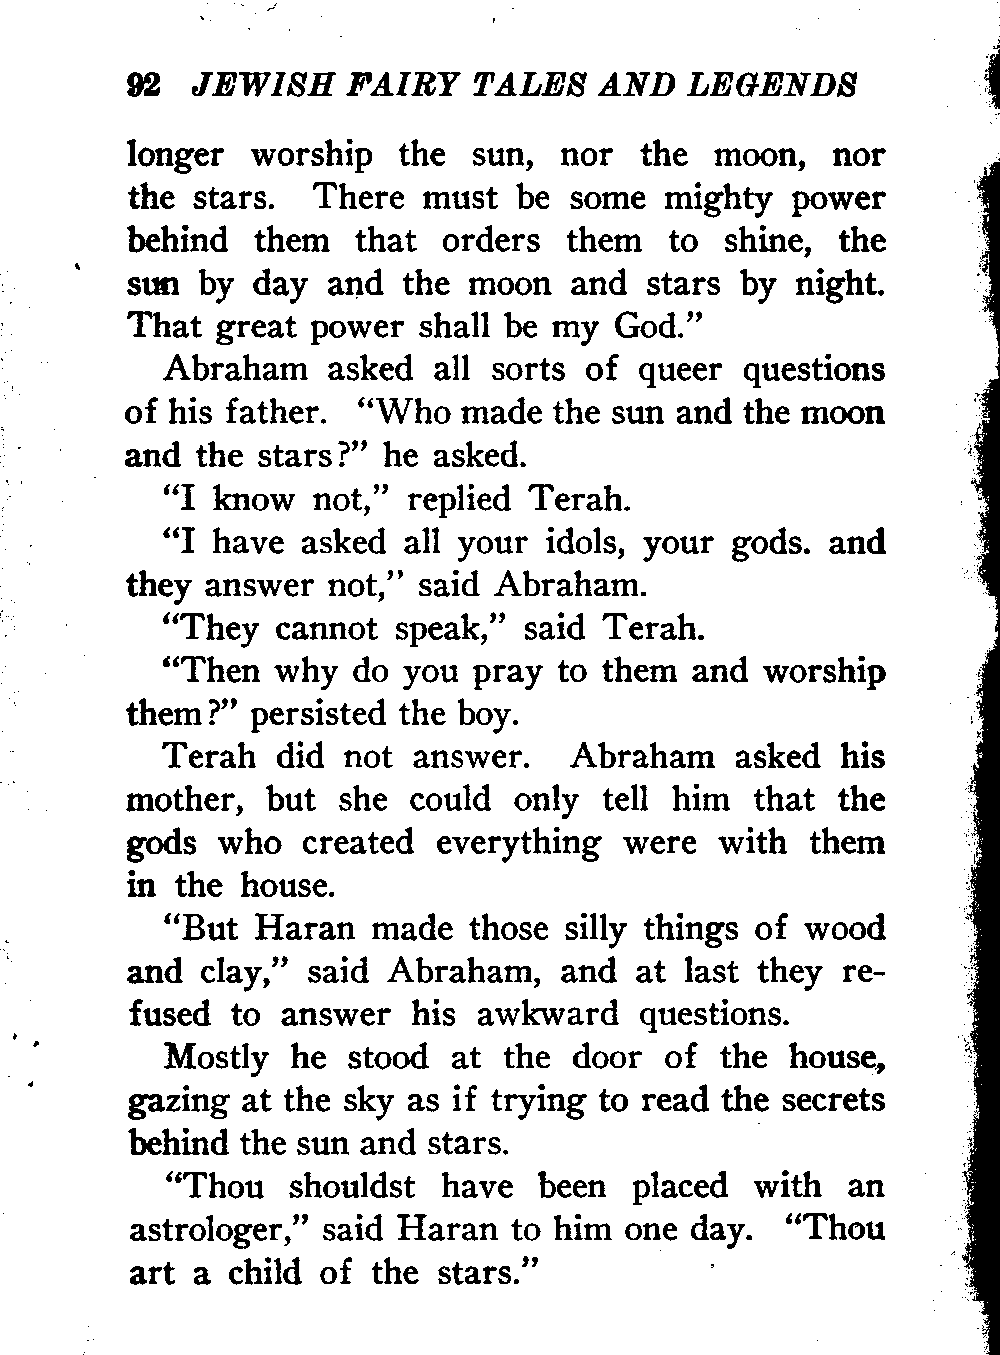 92 JEWISH FAIRY TALES AND LEGENDS
longer worship the sun, nor the moon, nor
the stars. There must be some mighty power
behind them that orders them to shine, the
sun by day and the moon and stars by night.
That great power shall be my God.”
Abraham asked all sorts of queer questions
of his father. “Who made the sun and the moon
and the stars?” he asked.
“I know not,” replied Terah.
“I have asked all your idols, your gods. and
they answer not,” said Abraham.
“They cannot speak,” said Terah.
“Then why do you pray to them and worship
them?” persisted the boy.
Terah did not answer. Abraham asked his
mother, but she could only tell him that the
gods who created everything were with them
in the house.
“But Haran made those silly things of wood
and clay,” said Abraham, and at last they re-
fused to answer his awkward questions.
Mostly he stood at the door of the house,
gazing at the sky as if trying to read the secrets
behind the sun and stars.
“Thou shouldst have been placed with an
astrologer,” said Haran to him one day. “Thou
art a child of the stars.”